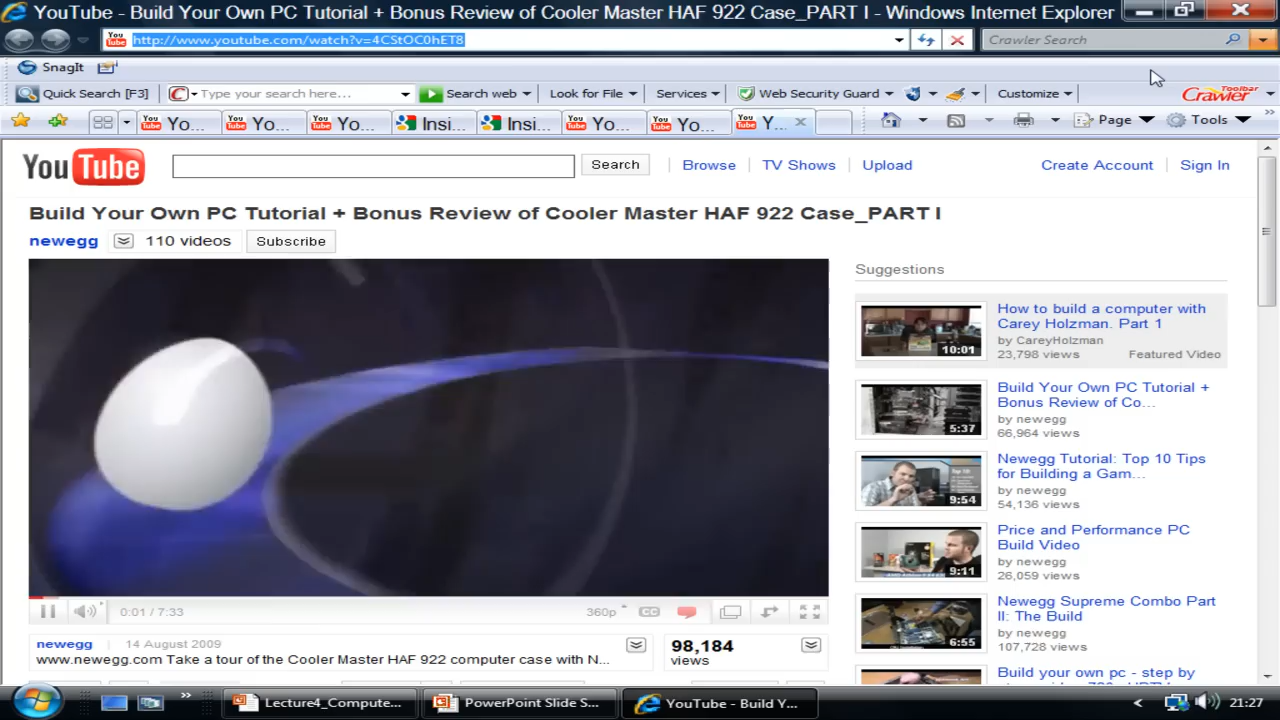 YouTube - Build Your Own PC Tutorial + Bonus Review of Cooler Master HAF 922 Case_PART I - Windows Internet Explorer
http://www.youtube.com/watch?v=4CStOC0hET8
Crawler Search
SnagIt
Quick Search [F3]
Type your search here...
Search web
Look for File
Services
Web Security Guard
Customize
Toolbar
Crawler
Yo...
Yo...
Yo...
Insi...
Insi...
Yo...
Yo...
Y...
Page
Tools
YouTube
Search
Browse
TV Shows
Upload
Create Account
Sign In
Build Your Own PC Tutorial + Bonus Review of Cooler Master HAF 922 Case_PART I
newegg
110 videos
Subscribe
Suggestions
10:01
How to build a computer with
Carey Holzman. Part 1
by CareyHolzman
23,798 views
Featured Video
5:37
Build Your Own PC Tutorial +
Bonus Review of Co...
by newegg
66,964 views
9:54
Newegg Tutorial: Top 10 Tips
for Building a Gam...
by newegg
54,136 views
9:11
Price and Performance PC
Build Video
by newegg
26,059 views
6:55
Newegg Supreme Combo Part
II: The Build
by newegg
107,728 views
Build your own pc - step by
0:01 / 7:33
360p
CC
newegg
14 August 2009
www.newegg.com Take a tour of the Cooler Master HAF 922 computer case with N...
98,184
views
Lecture4_Compute...
PowerPoint Slide S...
YouTube - Build Y...
21:27